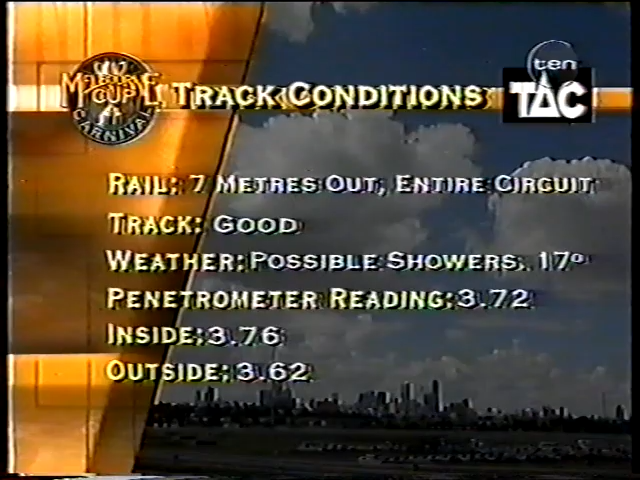 MELBOURNE
CUP
CARNIVAL
TRACK CONDITIONS
ten
TAC
RAIL: 7 METRES OUT, ENTIRE CIRCUIT
TRACK: GOOD
WEATHER: POSSIBLE SHOWERS, 17º
PENETROMETER READING: 3.72
INSIDE: 3.76
OUTSIDE: 3.62